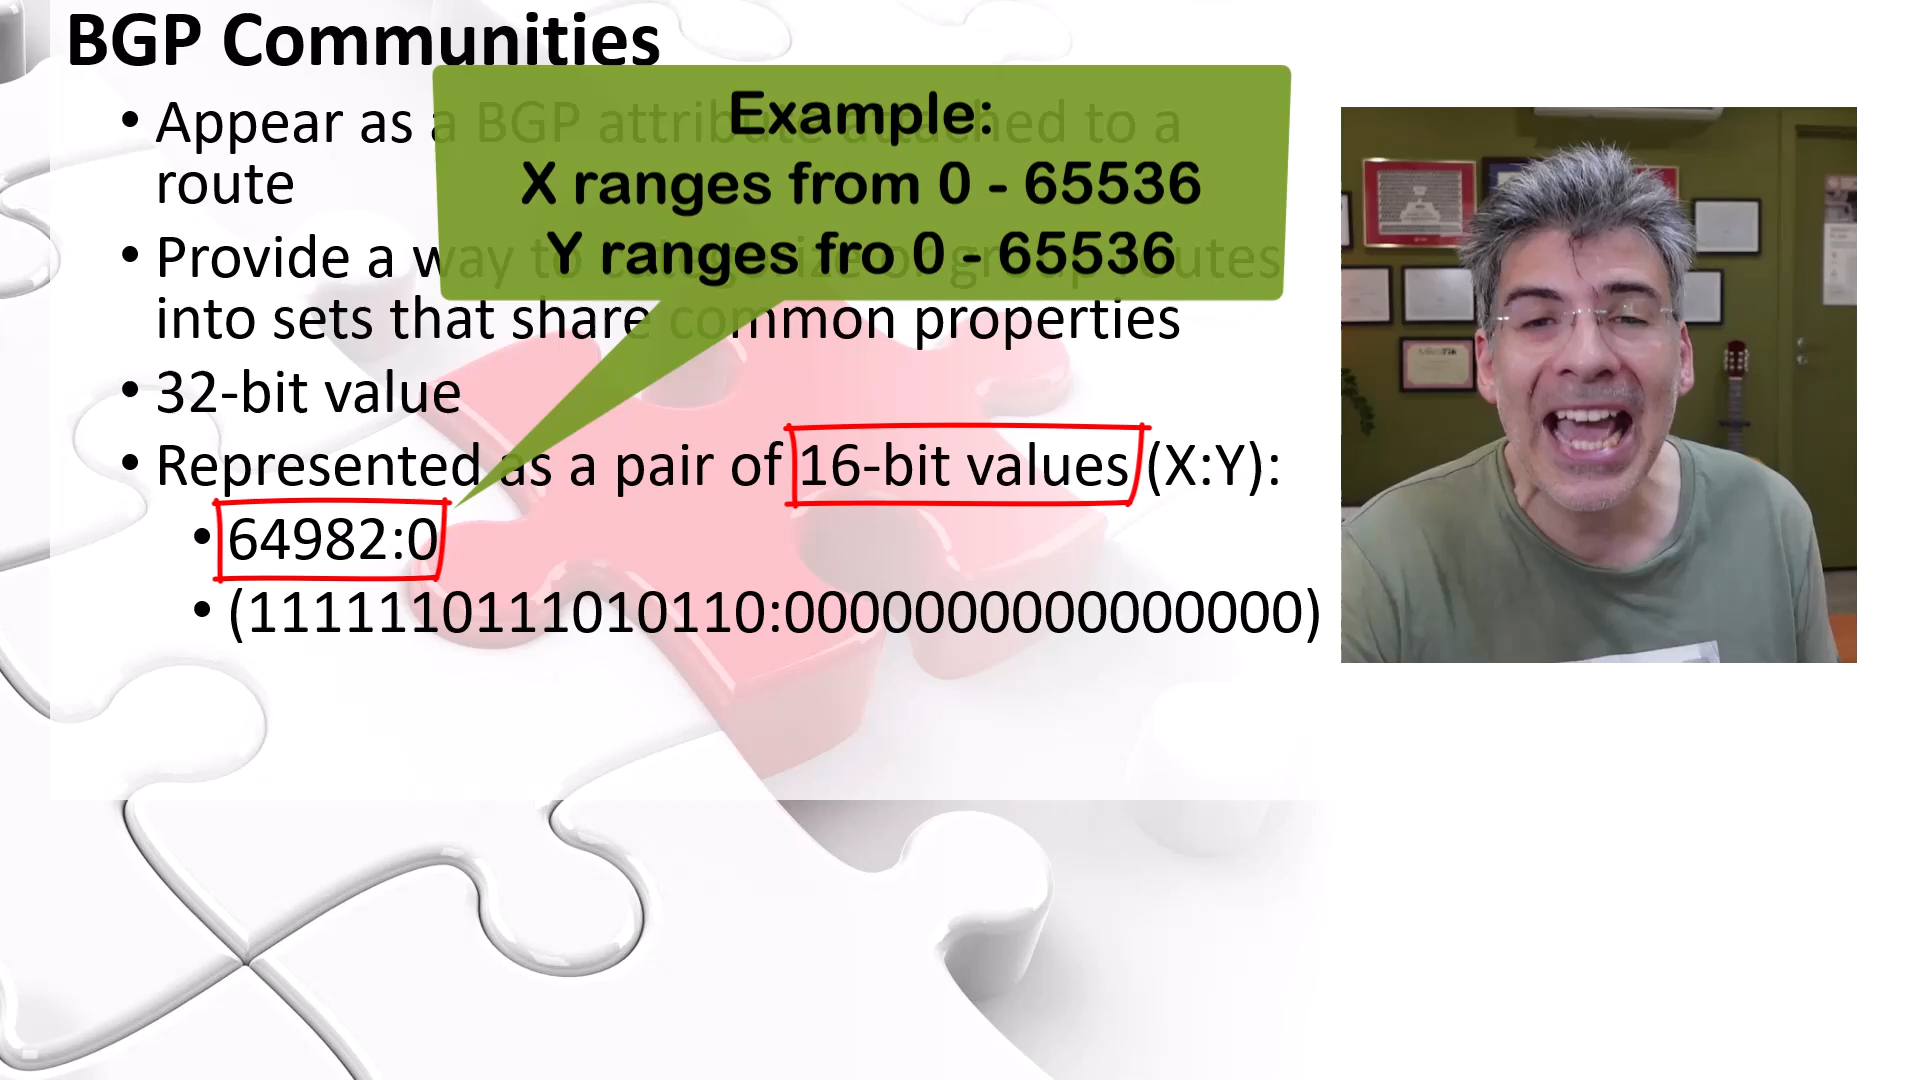 BGP Communities
Example:
X ranges from 0 - 65536
Y ranges fro 0 - 65536
• Appear as a BGP attribute attached to a
route
• Provide a way to categorize or group routes
into sets that share common properties
• 32-bit value
• Represented as a pair of 16-bit values (X:Y):
• 64982:0
• (1111110111010110:0000000000000000)